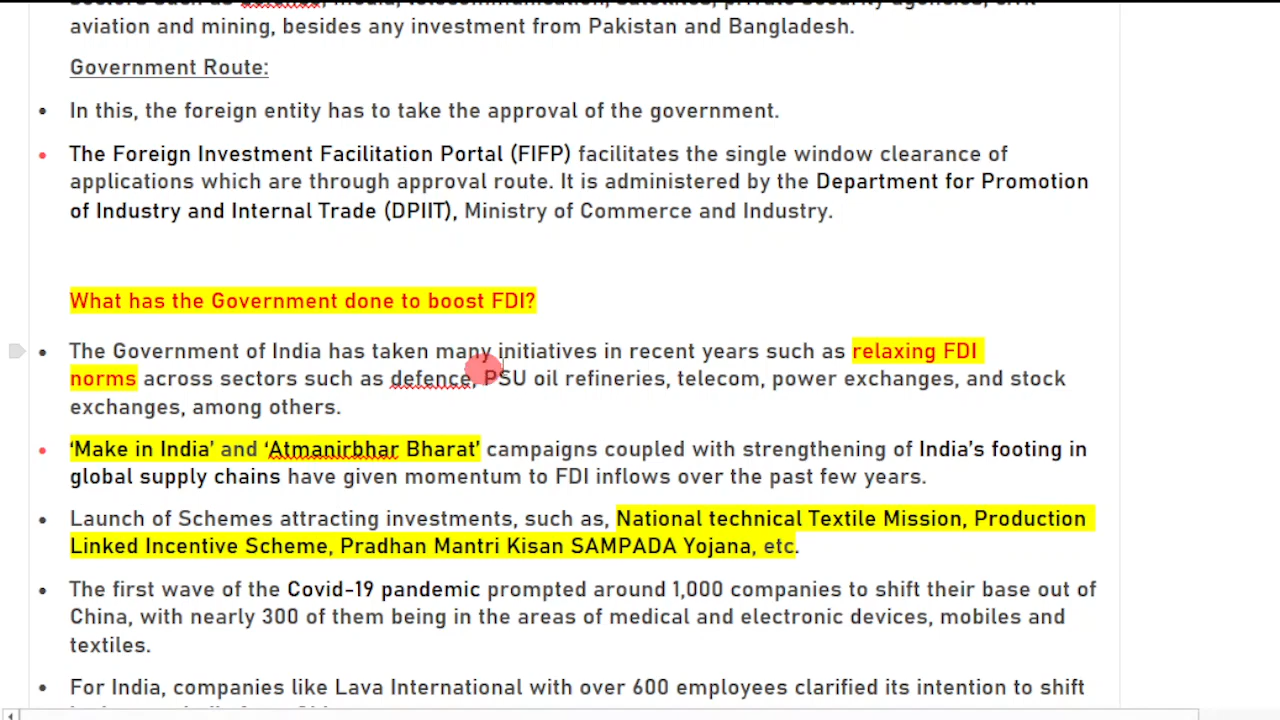 aviation and mining, besides any investment from Pakistan and Bangladesh.
Government Route:
• In this, the foreign entity has to take the approval of the government.
• The Foreign Investment Facilitation Portal (FIFP) facilitates the single window clearance of
applications which are through approval route. It is administered by the Department for Promotion
of Industry and Internal Trade (DPIIT), Ministry of Commerce and Industry.
What has the Government done to boost FDI?
• The Government of India has taken many initiatives in recent years such as relaxing FDI
norms across sectors such as defence, PSU oil refineries, telecom, power exchanges, and stock
exchanges, among others.
• ‘Make in India’ and ‘Atmanirbhar Bharat’ campaigns coupled with strengthening of India’s footing in
global supply chains have given momentum to FDI inflows over the past few years.
• Launch of Schemes attracting investments, such as, National technical Textile Mission, Production
Linked Incentive Scheme, Pradhan Mantri Kisan SAMPADA Yojana, etc.
• The first wave of the Covid-19 pandemic prompted around 1,000 companies to shift their base out of
China, with nearly 300 of them being in the areas of medical and electronic devices, mobiles and
textiles.
• For India, companies like Lava International with over 600 employees clarified its intention to shift